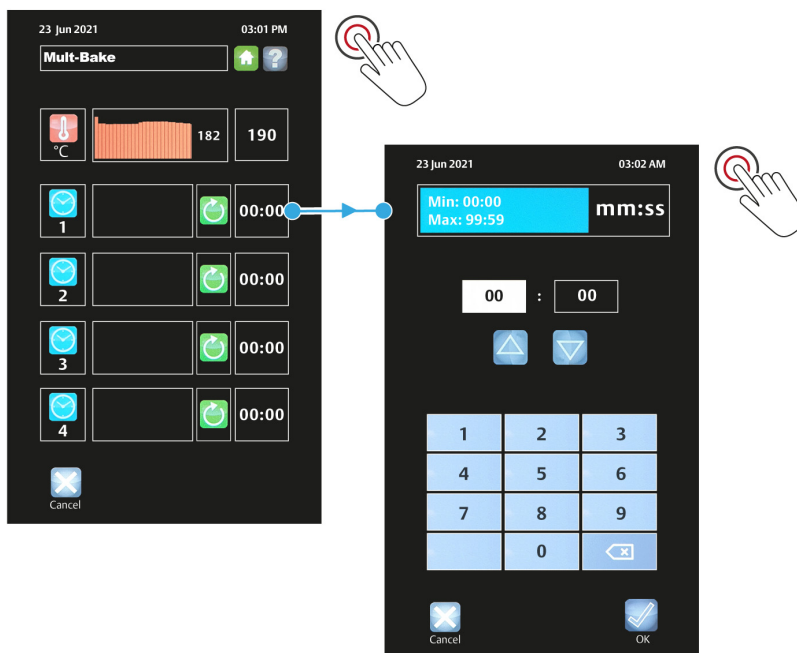 23 Jun 2021 03:01 PM
Mult-Bake ?
°C 182 190
1 00:00
2 00:00
3 00:00
4 00:00
Cancel
23 Jun 2021 03:02 AM
Min: 00:00
Max: 99:59
mm:ss
00 : 00
1 2 3
4 5 6
7 8 9
0
Cancel OK